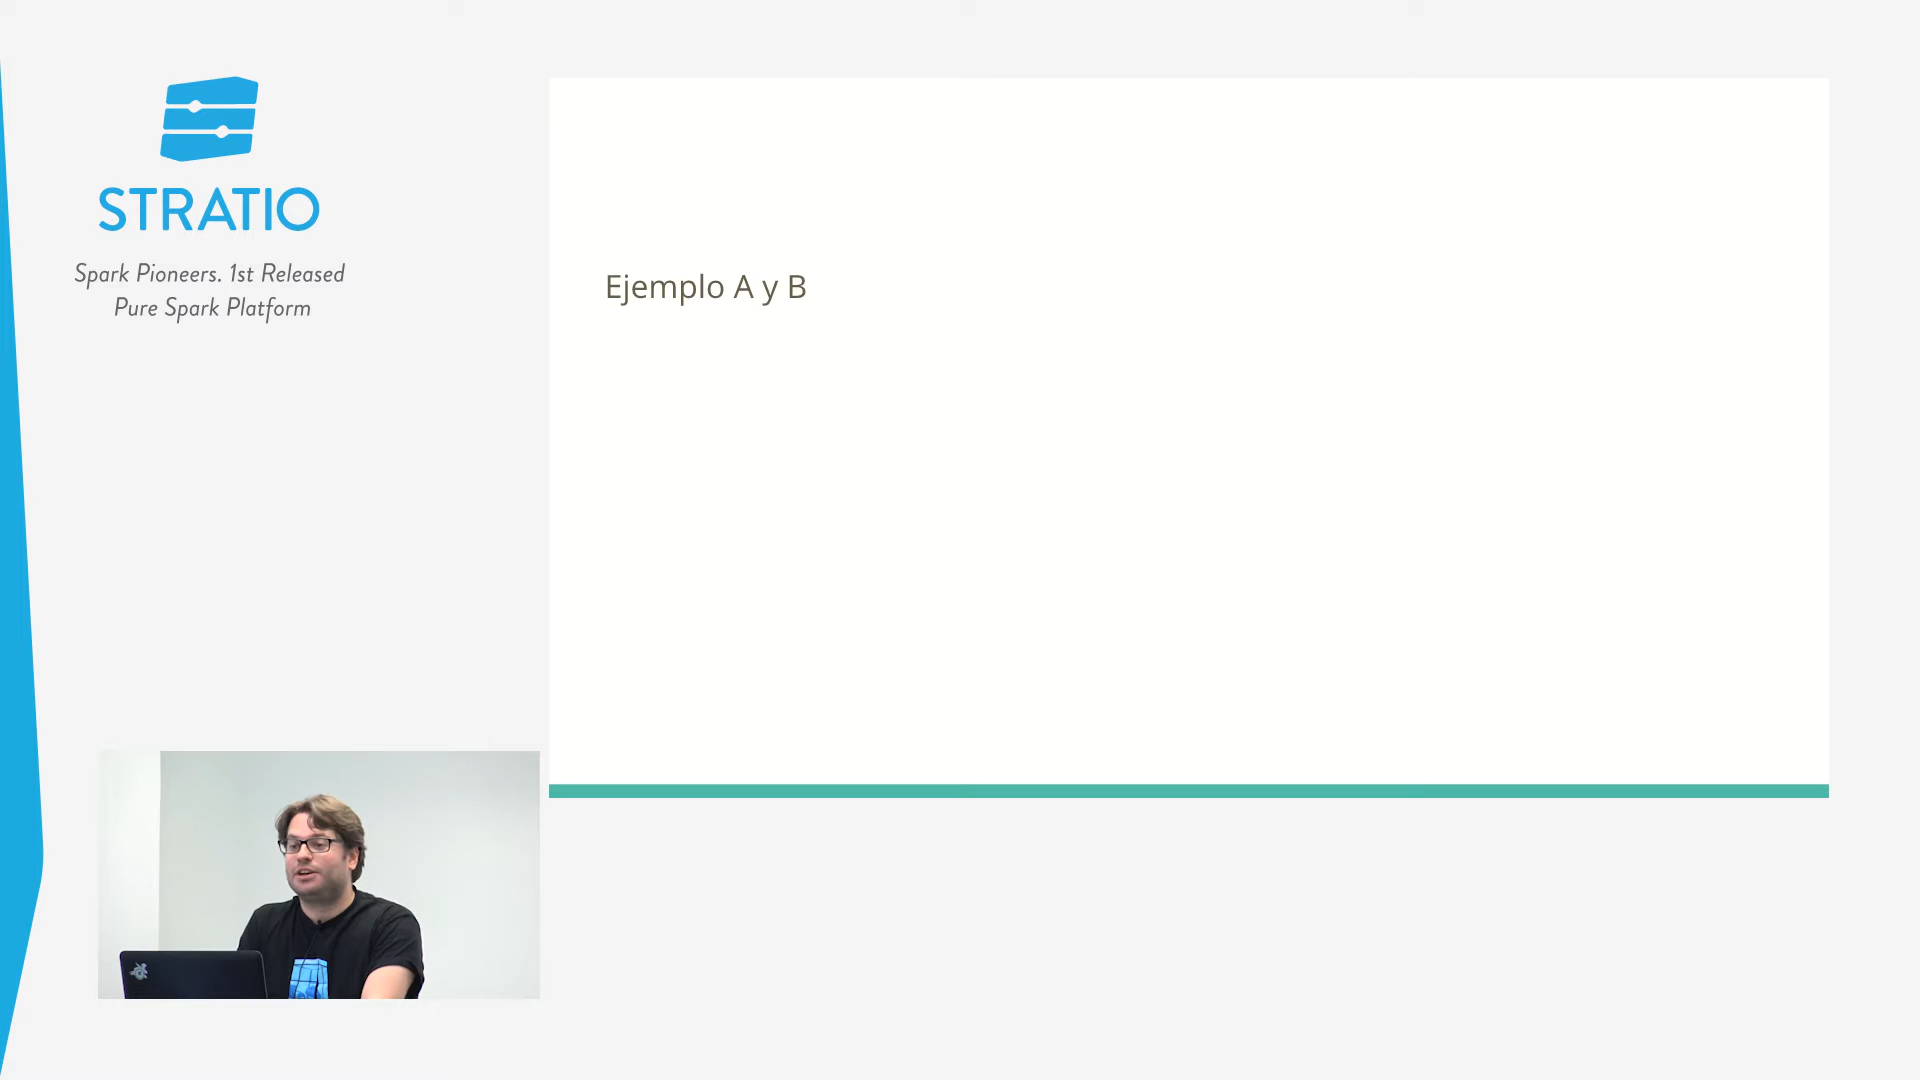 STRATIO
Spark Pioneers. 1st Released
Pure Spark Platform
Ejemplo A y B